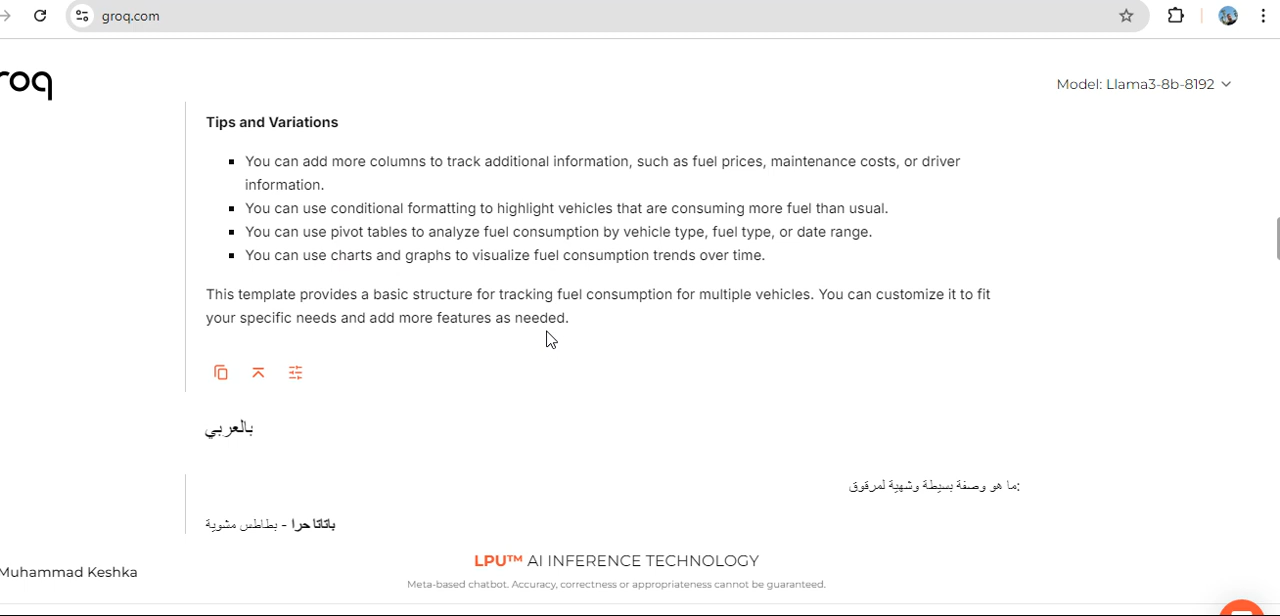 groq.com
roq
Model: Llama3-8b-8192
Tips and Variations
You can add more columns to track additional information, such as fuel prices, maintenance costs, or driver
information.
You can use conditional formatting to highlight vehicles that are consuming more fuel than usual.
You can use pivot tables to analyze fuel consumption by vehicle type, fuel type, or date range.
You can use charts and graphs to visualize fuel consumption trends over time.
This template provides a basic structure for tracking fuel consumption for multiple vehicles. You can customize it to fit
your specific needs and add more features as needed.
بالعربي
ما هو وصفة بسيطة وشهية لمرقوق:
باتاتا حرا - بطاطس مشوية
LPU™ AI INFERENCE TECHNOLOGY
Muhammad Keshka
Meta-based chatbot. Accuracy, correctness or appropriateness cannot be guaranteed.